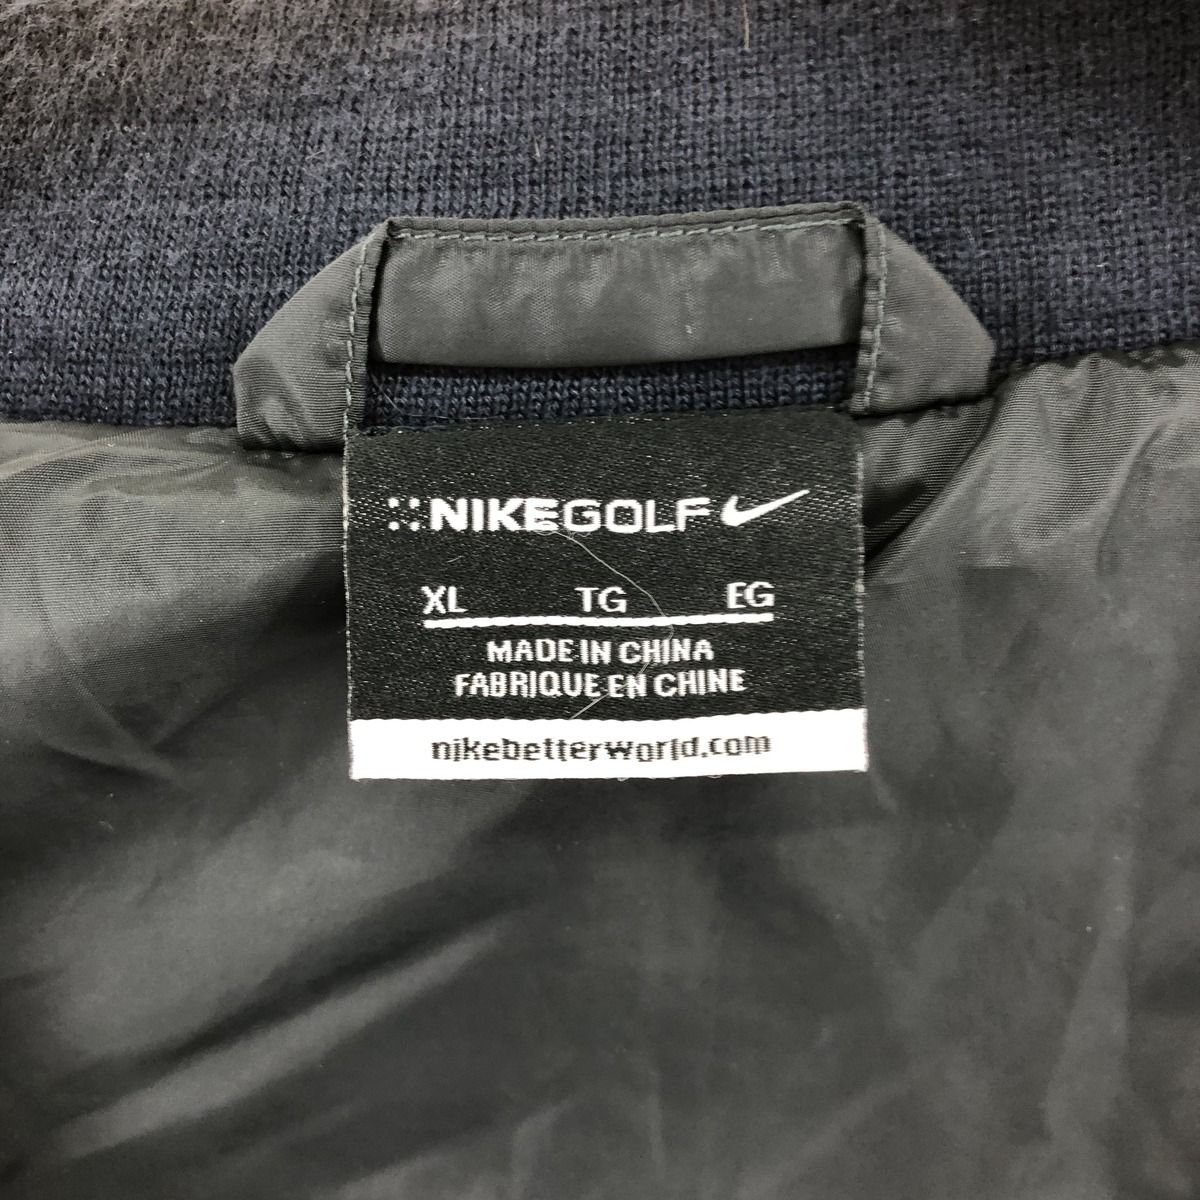 NIKEGOLF
XL TG EG
MADE IN CHINA
FABRIQUE EN CHINE
nikebetterworld.com